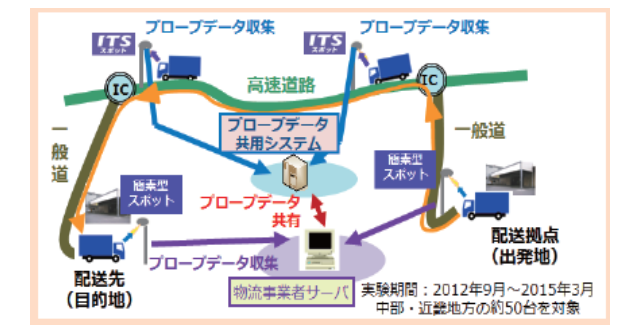 プローブデータ収集
プローブデータ収集
ITS
スポット
ITS
スポット
IC
高速道路
IC
一般道
プローブデータ
共用システム
一般道
簡素型
スポット
簡素型
スポット
プローブデータ
共有
配送拠点
(出発地)
配送先
(目的地)
プローブデータ収集
物流事業者サーバ
実験期間：2012年9月～2015年3月
中部・近畿地方の約50台を対象